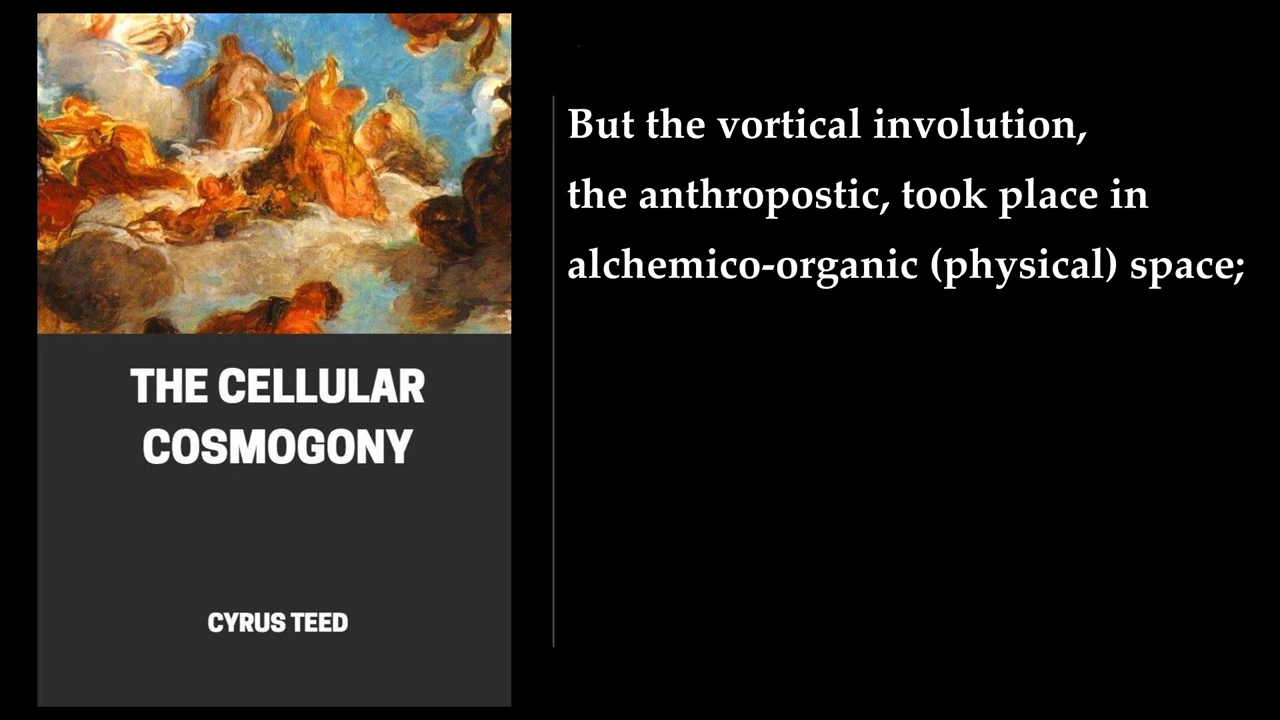 THE CELLULAR
COSMOGONY
CYRUS TEED
But the vortical involution,
the anthropostic, took place in
alchemico-organic (physical) space;